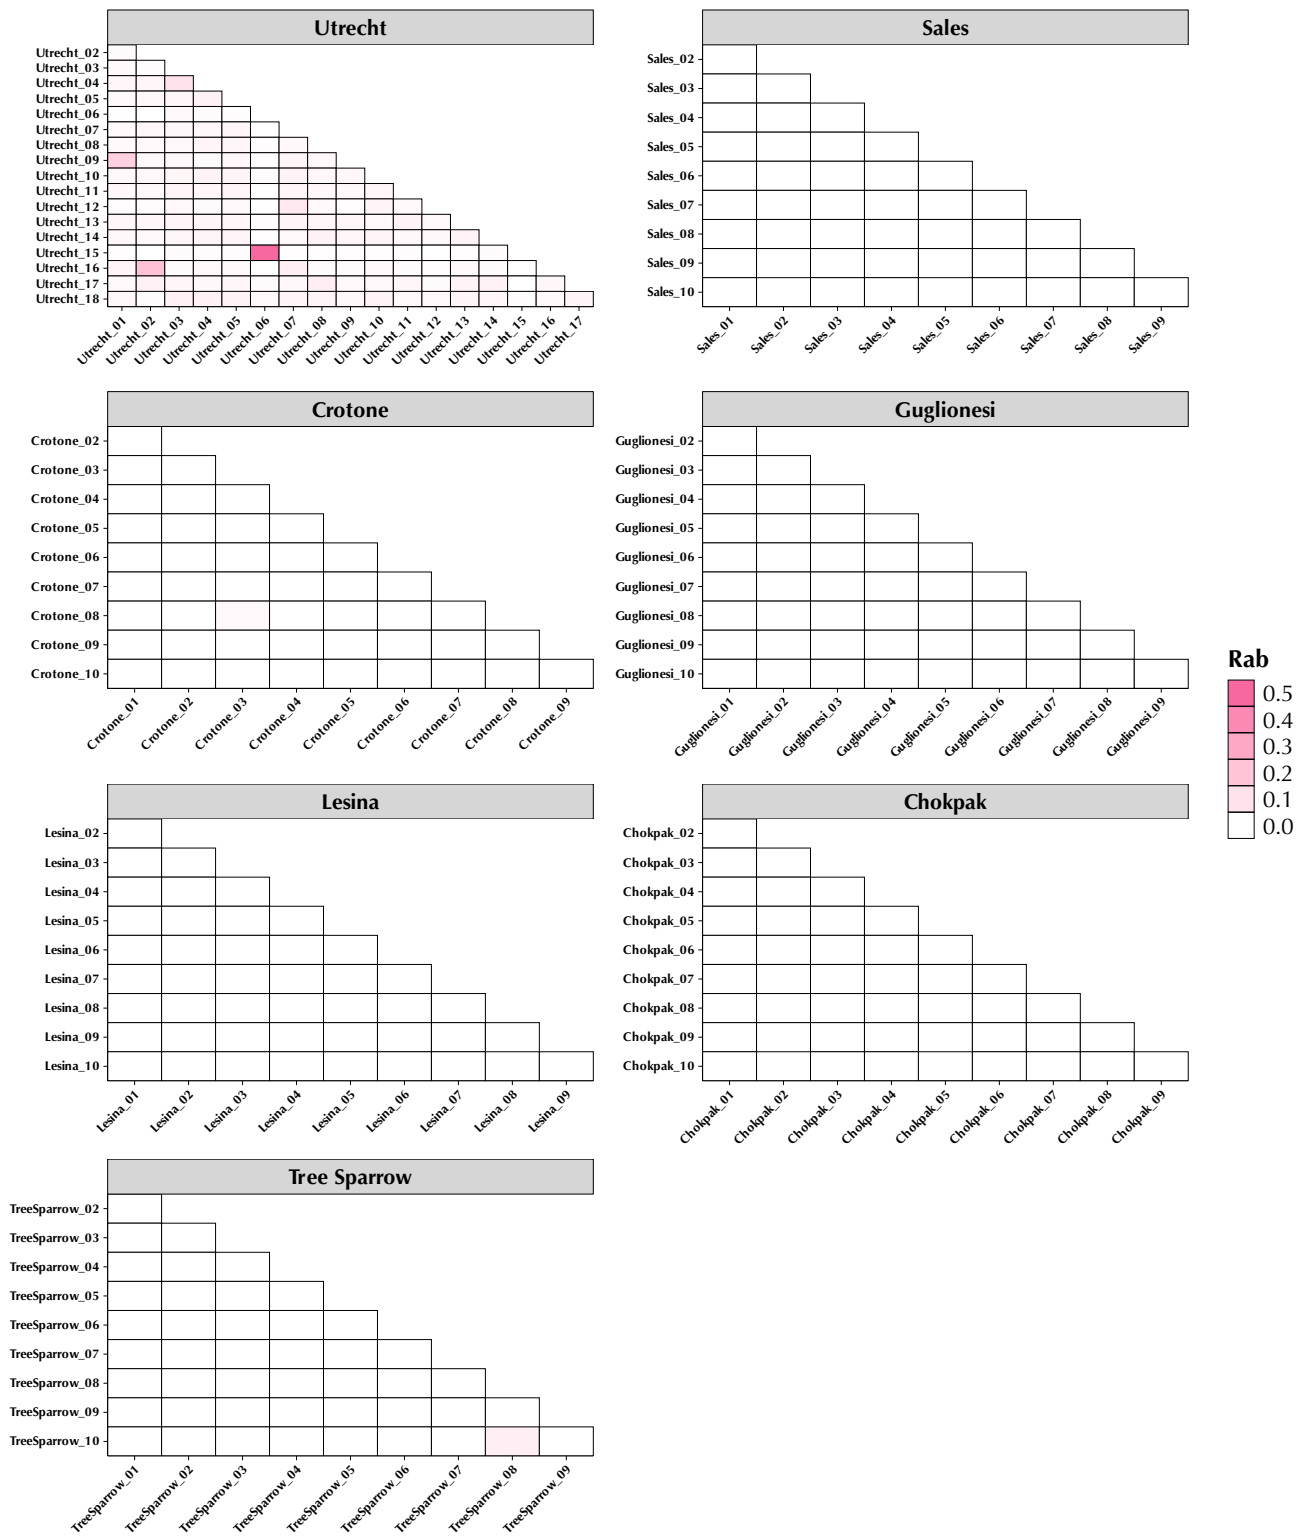 Utrecht
Utrecht_02
Utrecht_03
Utrecht_04
Utrecht_05
Utrecht_06
Utrecht_07
Utrecht_08
Utrecht_09
Utrecht_10
Utrecht_11
Utrecht_12
Utrecht_13
Utrecht_14
Utrecht_15
Utrecht_16
Utrecht_17
Utrecht_18
Utrecht_01
Utrecht_02
Utrecht_03
Utrecht_04
Utrecht_05
Utrecht_06
Utrecht_07
Utrecht_08
Utrecht_09
Utrecht_10
Utrecht_11
Utrecht_12
Utrecht_13
Utrecht_14
Utrecht_15
Utrecht_16
Utrecht_17
Sales
Sales_02
Sales_03
Sales_04
Sales_05
Sales_06
Sales_07
Sales_08
Sales_09
Sales_10
Sales_01
Sales_02
Sales_03
Sales_04
Sales_05
Sales_06
Sales_07
Sales_08
Sales_09
Crotone
Crotone_02
Crotone_03
Crotone_04
Crotone_05
Crotone_06
Crotone_07
Crotone_08
Crotone_09
Crotone_10
Crotone_01
Crotone_02
Crotone_03
Crotone_04
Crotone_05
Crotone_06
Crotone_07
Crotone_08
Crotone_09
Guglionesi
Guglionesi_02
Guglionesi_03
Guglionesi_04
Guglionesi_05
Guglionesi_06
Guglionesi_07
Guglionesi_08
Guglionesi_09
Guglionesi_10
Guglionesi_01
Guglionesi_02
Guglionesi_03
Guglionesi_04
Guglionesi_05
Guglionesi_06
Guglionesi_07
Guglionesi_08
Guglionesi_09
Rab
0.5
0.4
0.3
0.2
0.1
0.0
Lesina
Lesina_02
Lesina_03
Lesina_04
Lesina_05
Lesina_06
Lesina_07
Lesina_08
Lesina_09
Lesina_10
Lesina_01
Lesina_02
Lesina_03
Lesina_04
Lesina_05
Lesina_06
Lesina_07
Lesina_08
Lesina_09
Chokpak
Chokpak_02
Chokpak_03
Chokpak_04
Chokpak_05
Chokpak_06
Chokpak_07
Chokpak_08
Chokpak_09
Chokpak_10
Chokpak_01
Chokpak_02
Chokpak_03
Chokpak_04
Chokpak_05
Chokpak_06
Chokpak_07
Chokpak_08
Chokpak_09
Tree Sparrow
TreeSparrow_02
TreeSparrow_03
TreeSparrow_04
TreeSparrow_05
TreeSparrow_06
TreeSparrow_07
TreeSparrow_08
TreeSparrow_09
TreeSparrow_10
TreeSparrow_01
TreeSparrow_02
TreeSparrow_03
TreeSparrow_04
TreeSparrow_05
TreeSparrow_06
TreeSparrow_07
TreeSparrow_08
TreeSparrow_09